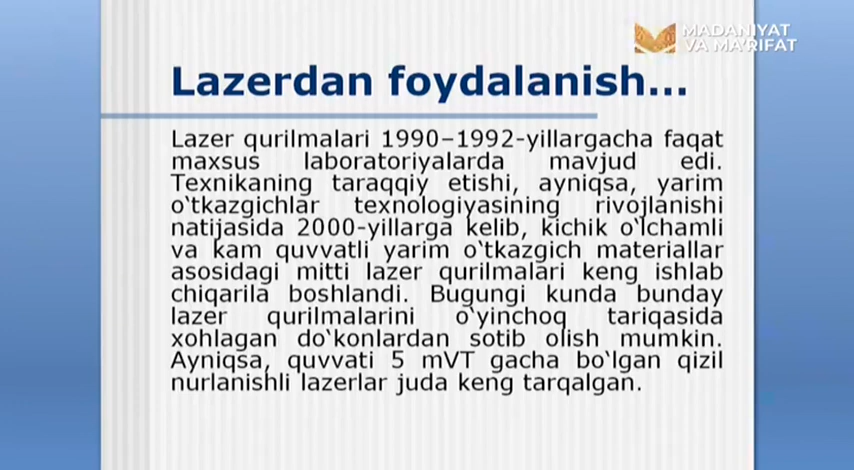 MADANIYAT
VA MA'RIFAT
Lazerdan foydalanish...
Lazer qurilmalari 1990–1992-yillargacha faqat
maxsus laboratoriyalarda mavjud edi.
Texnikaning taraqqiy etishi, ayniqsa, yarim
o‘tkazgichlar texnologiyasining rivojlanishi
natijasida 2000-yillarga kelib, kichik o‘lchamli
va kam quvvatli yarim o‘tkazgich materiallar
asosidagi mitti lazer qurilmalari keng ishlab
chiqarila boshlandi. Bugungi kunda bunday
lazer qurilmalarini o‘yinchoq tariqasida
xohlagan do‘konlardan sotib olish mumkin.
Ayniqsa, quvvati 5 mVT gacha bo‘lgan qizil
nurlanishli lazerlar juda keng tarqalgan.